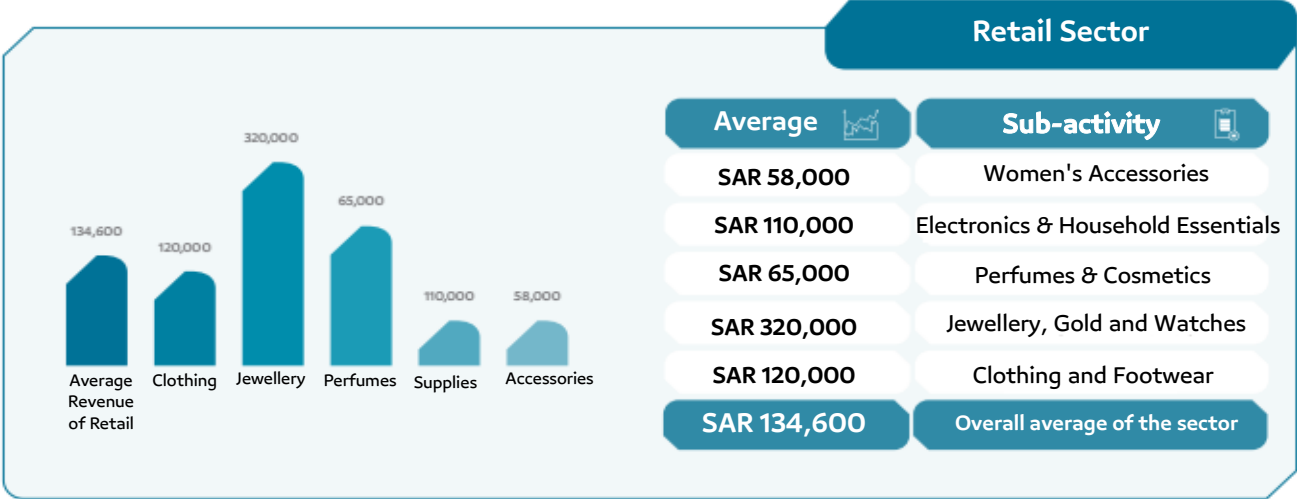 Retail Sector
320,000
65,000
134,600
120,000
110,000
58,000
Average
Revenue
of Retail
Clothing
Jewellery
Perfumes
Supplies
Accessories
Average
Sub-activity
SAR 58,000
Women's Accessories
SAR 110,000
Electronics & Household Essentials
SAR 65,000
Perfumes & Cosmetics
SAR 320,000
Jewellery, Gold and Watches
SAR 120,000
Clothing and Footwear
SAR 134,600
Overall average of the sector